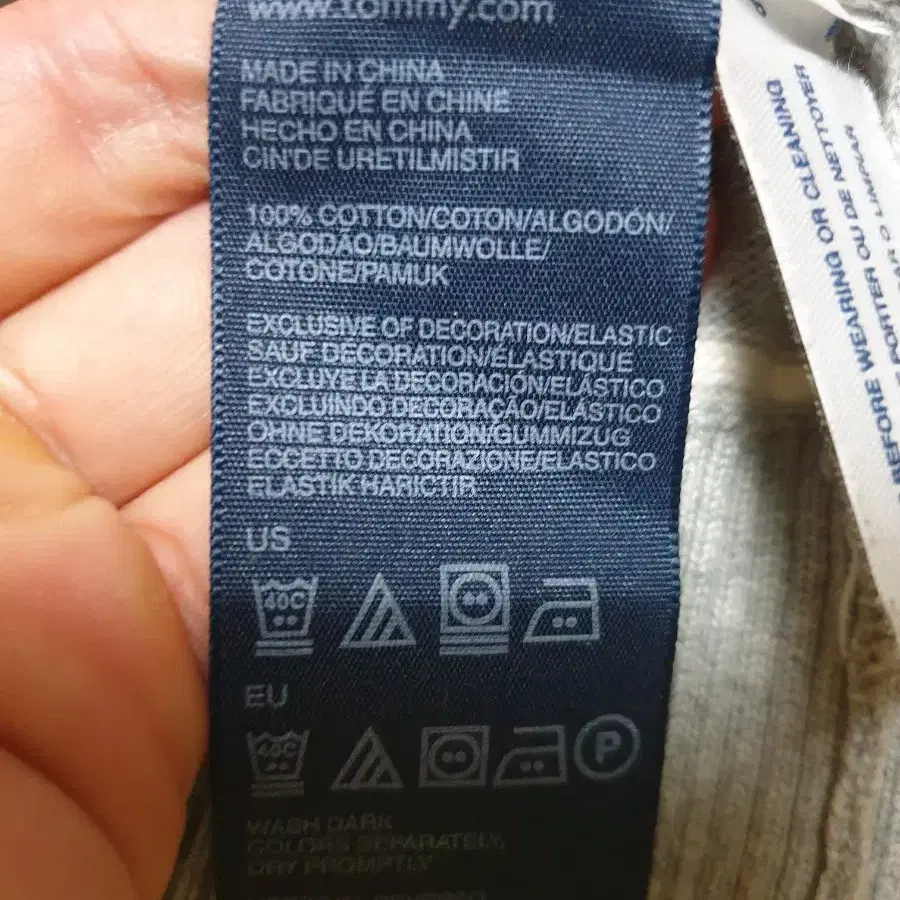 www.tommy.com
MADE IN CHINA
FABRIQUÉ EN CHINE
HECHO EN CHINA
CIN'DE URETILMISTIR
100% COTTON/COTON/ALGODÓN/
ALGODÃO/BAUMWOLLE/
COTONE/PAMUK
EXCLUSIVE OF DECORATION/ELASTIC
SAUF DÉCORATION/ÉLASTIQUE
EXCLUYE LA DECORACIÓN/ELÁSTICO
EXCLUINDO DECORAÇÃO/ELÁSTICO
OHNE DEKORATION/GUMMIZUG
ECCETTO DECORAZIONE/ELASTICO
ELASTIK HARICTIR
US
40C
EU
40C
P
WASH DARK
COLORS SEPARATELY.
DRY PROMPTLY
BEFORE WEARING OR CLEANING
PORTER OU DE NETTOYER
O LIMPIAR